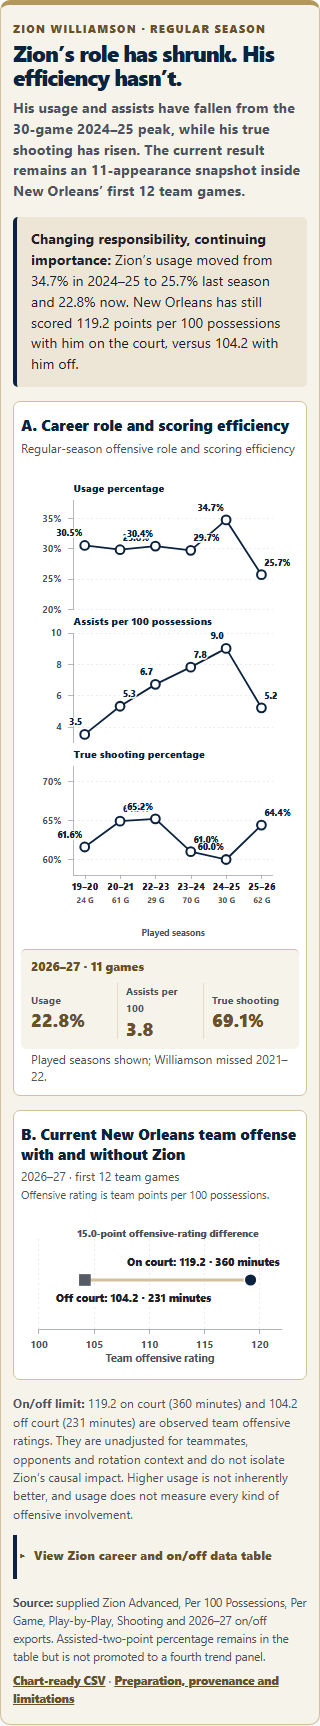 ZION WILLIAMSON · REGULAR SEASON
Zion’s role has shrunk. His
efficiency hasn’t.
His usage and assists have fallen from the
30-game 2024–25 peak, while his true
shooting has risen. The current result
remains an 11-appearance snapshot inside
New Orleans’ first 12 team games.
Changing responsibility, continuing
importance: Zion’s usage moved from
34.7% in 2024–25 to 25.7% last season
and 22.8% now. New Orleans has still
scored 119.2 points per 100 possessions
with him on the court, versus 104.2 with
him off.
A. Career role and scoring efficiency
Regular-season offensive role and scoring efficiency
Usage percentage
35%
30%
25%
20%
30.5%
30.4%
29.7%
34.7%
25.7%
Assists per 100 possessions
10
8
6
4
3.5
5.3
6.7
7.8
9.0
5.2
True shooting percentage
70%
65%
60%
61.6%
65.2%
61.0%
60.0%
64.4%
19–20 20–21 22–23 23–24 24–25 25–26
24 G 61 G 29 G 70 G 30 G 62 G
Played seasons
2026–27 · 11 games
Usage
22.8%
Assists per
100
3.8
True shooting
69.1%
Played seasons shown; Williamson missed 2021–
22.
B. Current New Orleans team offense
with and without Zion
2026–27 · first 12 team games
Offensive rating is team points per 100 possessions.
15.0-point offensive-rating difference
On court: 119.2 · 360 minutes
Off court: 104.2 · 231 minutes
100 105 110 115 120
Team offensive rating
On/off limit: 119.2 on court (360 minutes) and 104.2
off court (231 minutes) are observed team offensive
ratings. They are unadjusted for teammates,
opponents and rotation context and do not isolate
Zion’s causal impact. Higher usage is not inherently
better, and usage does not measure every kind of
offensive involvement.
View Zion career and on/off data table
Source: supplied Zion Advanced, Per 100 Possessions, Per
Game, Play-by-Play, Shooting and 2026–27 on/off
exports. Assisted-two-point percentage remains in the
table but is not promoted to a fourth trend panel.
Chart-ready CSV · Preparation, provenance and
limitations